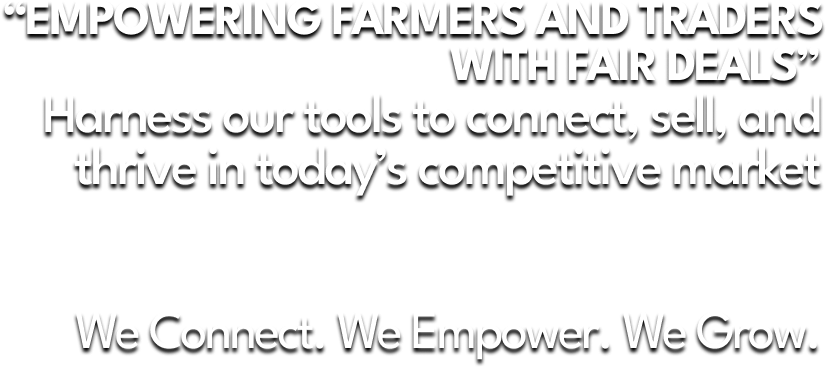 “EMPOWERING FARMERS AND TRADERS
WITH FAIR DEALS”
Harness our tools to connect, sell, and
thrive in today’s competitive market
We Connect. We Empower. We Grow.